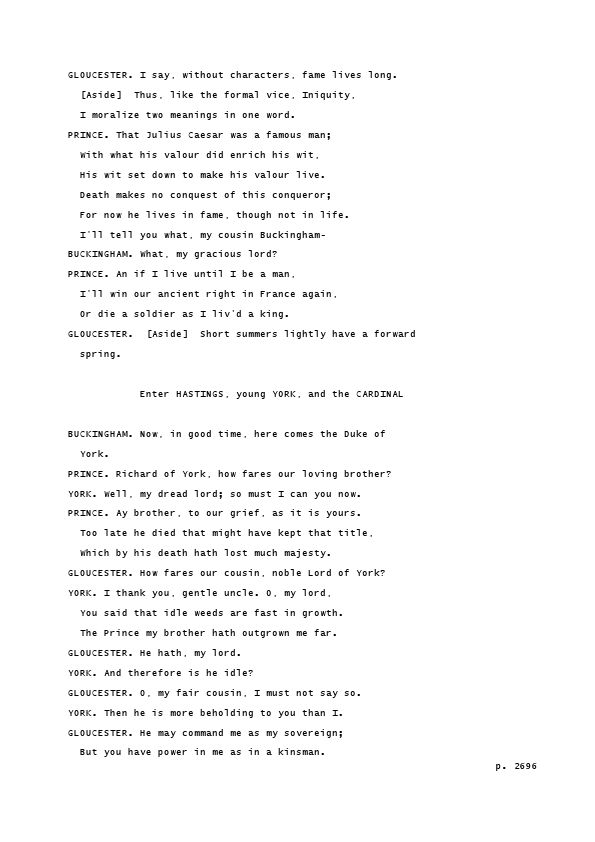 GLOUCESTER. I say, without characters, fame lives long.
[Aside]  Thus, like the formal vice, Iniquity,
I moralize two meanings in one word.
PRINCE. That Julius Caesar was a famous man;
With what his valour did enrich his wit,
His wit set down to make his valour live.
Death makes no conquest of this conqueror;
For now he lives in fame, though not in life.
I'll tell you what, my cousin Buckingham-
BUCKINGHAM. What, my gracious lord?
PRINCE. An if I live until I be a man,
I'll win our ancient right in France again,
Or die a soldier as I liv'd a king.
GLOUCESTER.  [Aside]  Short summers lightly have a forward
spring.
Enter HASTINGS, young YORK, and the CARDINAL
BUCKINGHAM. Now, in good time, here comes the Duke of
York.
PRINCE. Richard of York, how fares our loving brother?
YORK. Well, my dread lord; so must I can you now.
PRINCE. Ay brother, to our grief, as it is yours.
Too late he died that might have kept that title,
Which by his death hath lost much majesty.
GLOUCESTER. How fares our cousin, noble Lord of York?
YORK. I thank you, gentle uncle. O, my lord,
You said that idle weeds are fast in growth.
The Prince my brother hath outgrown me far.
GLOUCESTER. He hath, my lord.
YORK. And therefore is he idle?
GLOUCESTER. O, my fair cousin, I must not say so.
YORK. Then he is more beholding to you than I.
GLOUCESTER. He may command me as my sovereign;
But you have power in me as in a kinsman.
p. 2696